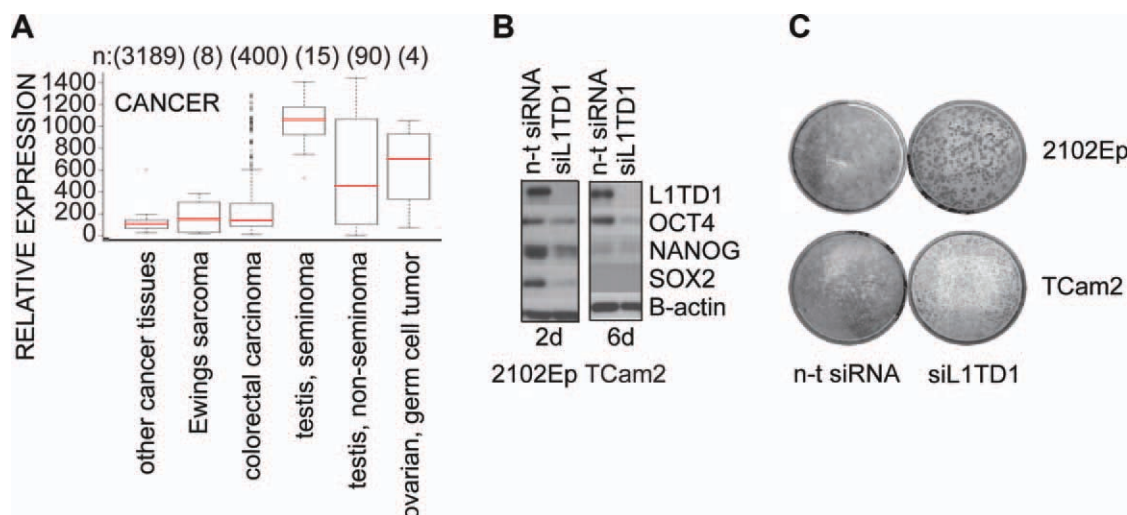 A
n:(3189) (8) (400) (15) (90) (4)
RELATIVE EXPRESSION
1400
1200
1000
800
600
400
200
0
CANCER
other cancer tissues
Ewings sarcoma
colorectal carcinoma
testis, seminoma
testis, non-seminoma
ovarian, germ cell tumor
B
n-t siRNA
siL1TD1
n-t siRNA
siL1TD1
L1TD1
OCT4
NANOG
SOX2
B-actin
2d
6d
2102Ep TCam2
C
2102Ep
TCam2
n-t siRNA
siL1TD1